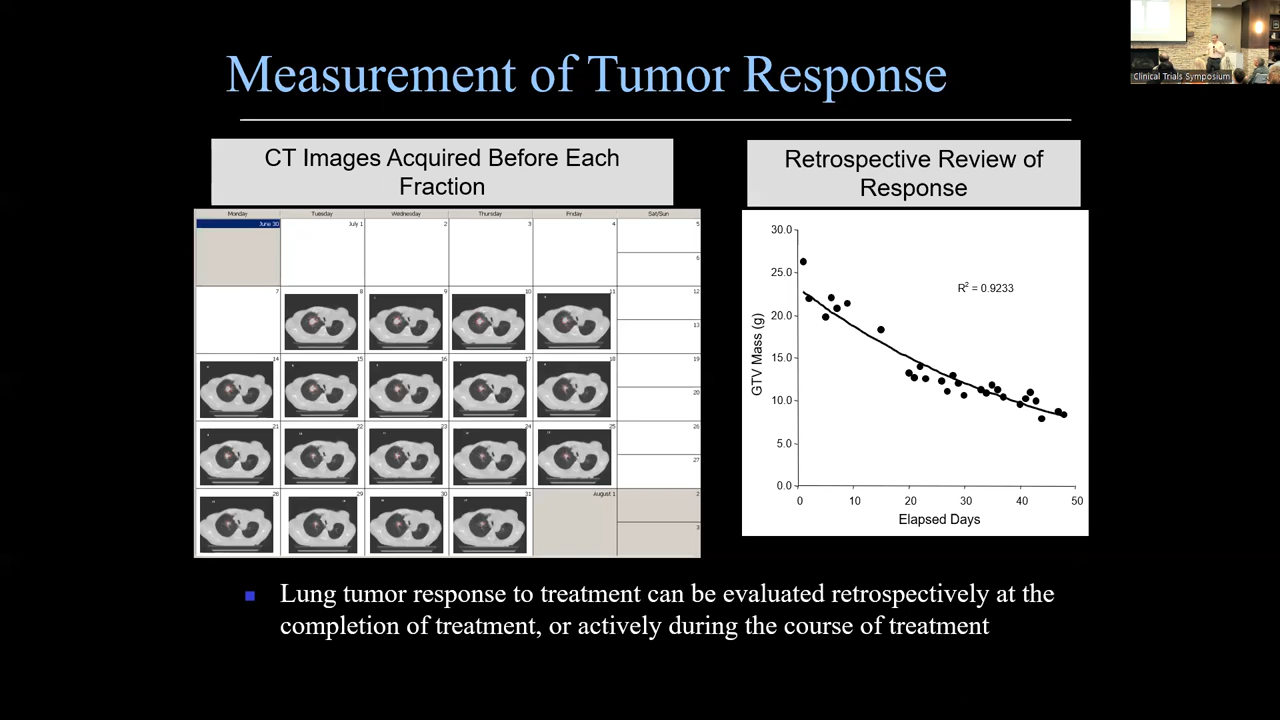 Measurement of Tumor Response
Clinical Trials Symposium
CT Images Acquired Before Each
Fraction
Retrospective Review of
Response
Monday Tuesday Wednesday Thursday Friday Sat/Sun
June 30 July 1 2 3 4 5
6
7 8 9 10 11 12
13
14 15 16 17 18 19
20
21 22 23 24 25 26
27
28 29 30 31 August 1 2
3
30.0
25.0
20.0
15.0
10.0
5.0
0.0
GTV Mass (g)
R² = 0.9233
0 10 20 30 40 50
Elapsed Days
Lung tumor response to treatment can be evaluated retrospectively at the
completion of treatment, or actively during the course of treatment